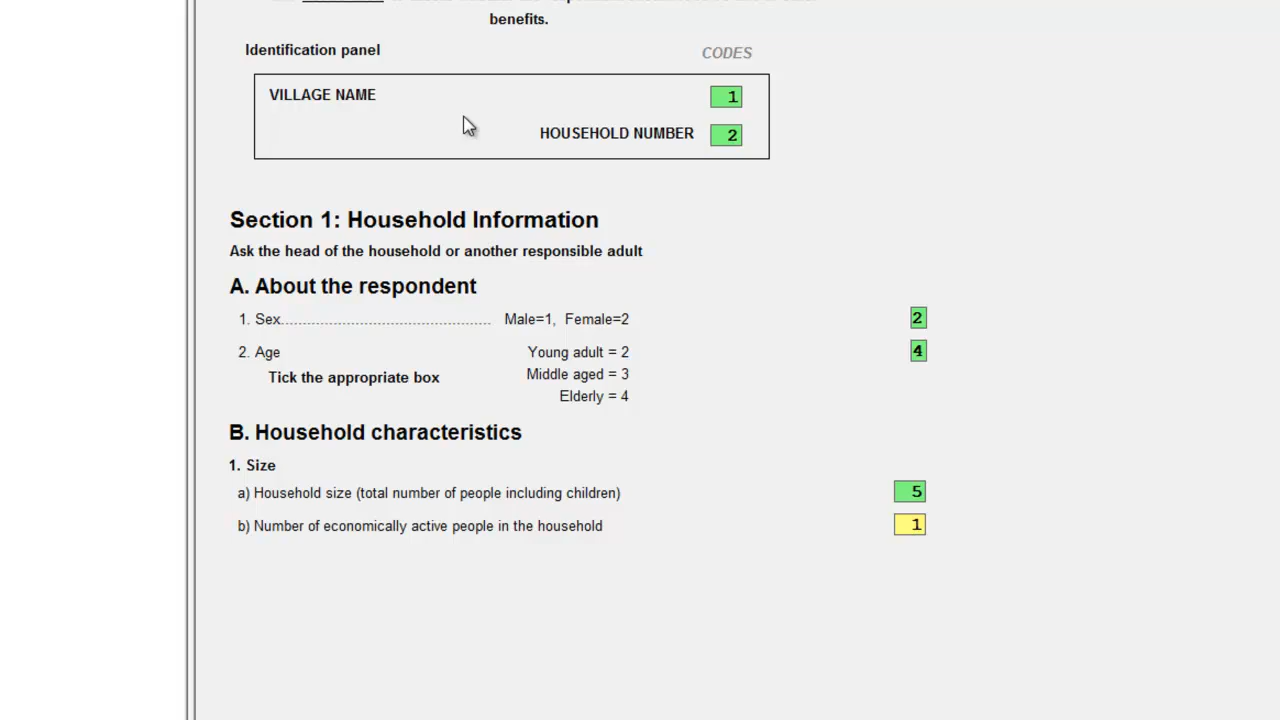 benefits.
Identification panel
CODES
VILLAGE NAME 1
HOUSEHOLD NUMBER 2
Section 1: Household Information
Ask the head of the household or another responsible adult
A. About the respondent
1. Sex............................................... Male=1, Female=2 2
2. Age Young adult = 2 4
Tick the appropriate box Middle aged = 3
Elderly = 4
B. Household characteristics
1. Size
a) Household size (total number of people including children) 5
b) Number of economically active people in the household 1